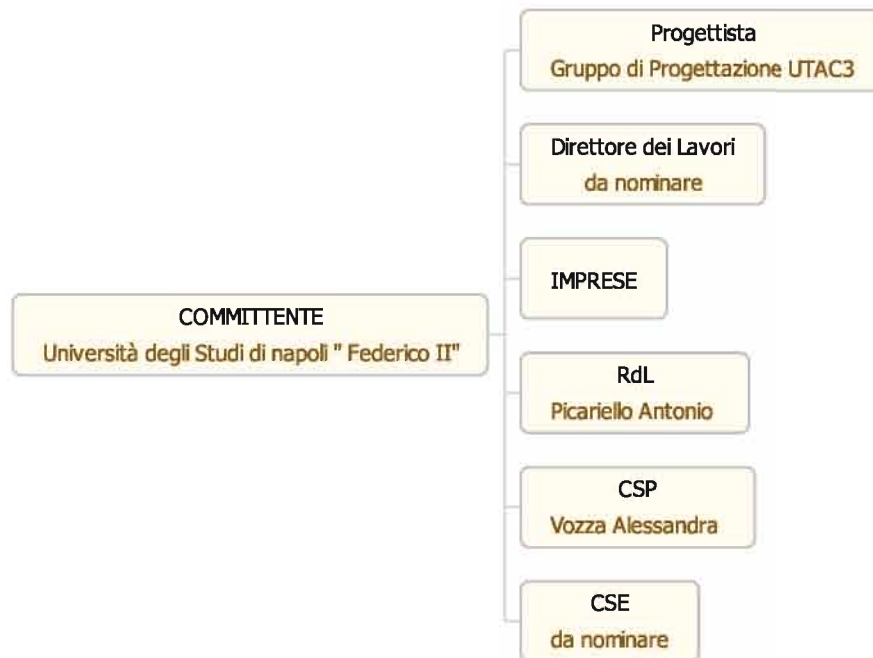 Progettista
Gruppo di Progettazione UTAC3
Direttore dei Lavori
da nominare
IMPRESE
COMMITTENTE
Università degli Studi di napoli " Federico II"
RdL
Picariello Antonio
CSP
Vozza Alessandra
CSE
da nominare